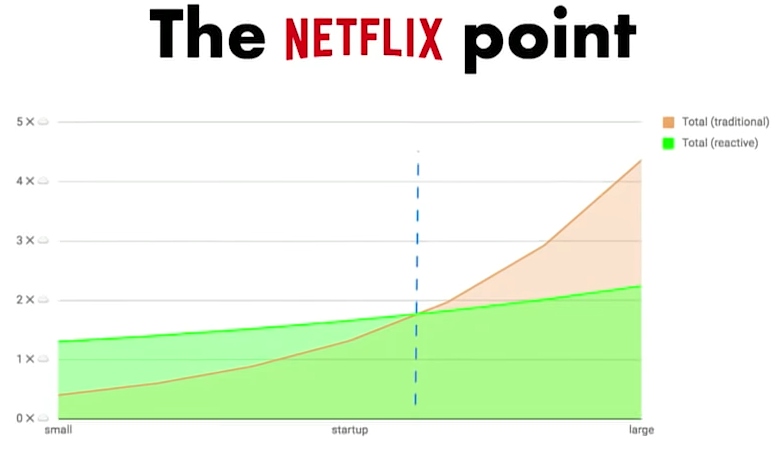 The NETFLIX point
5 X
4 X
3 X
2 X
1 X
0 X
small startup large
Total (traditional)
Total (reactive)